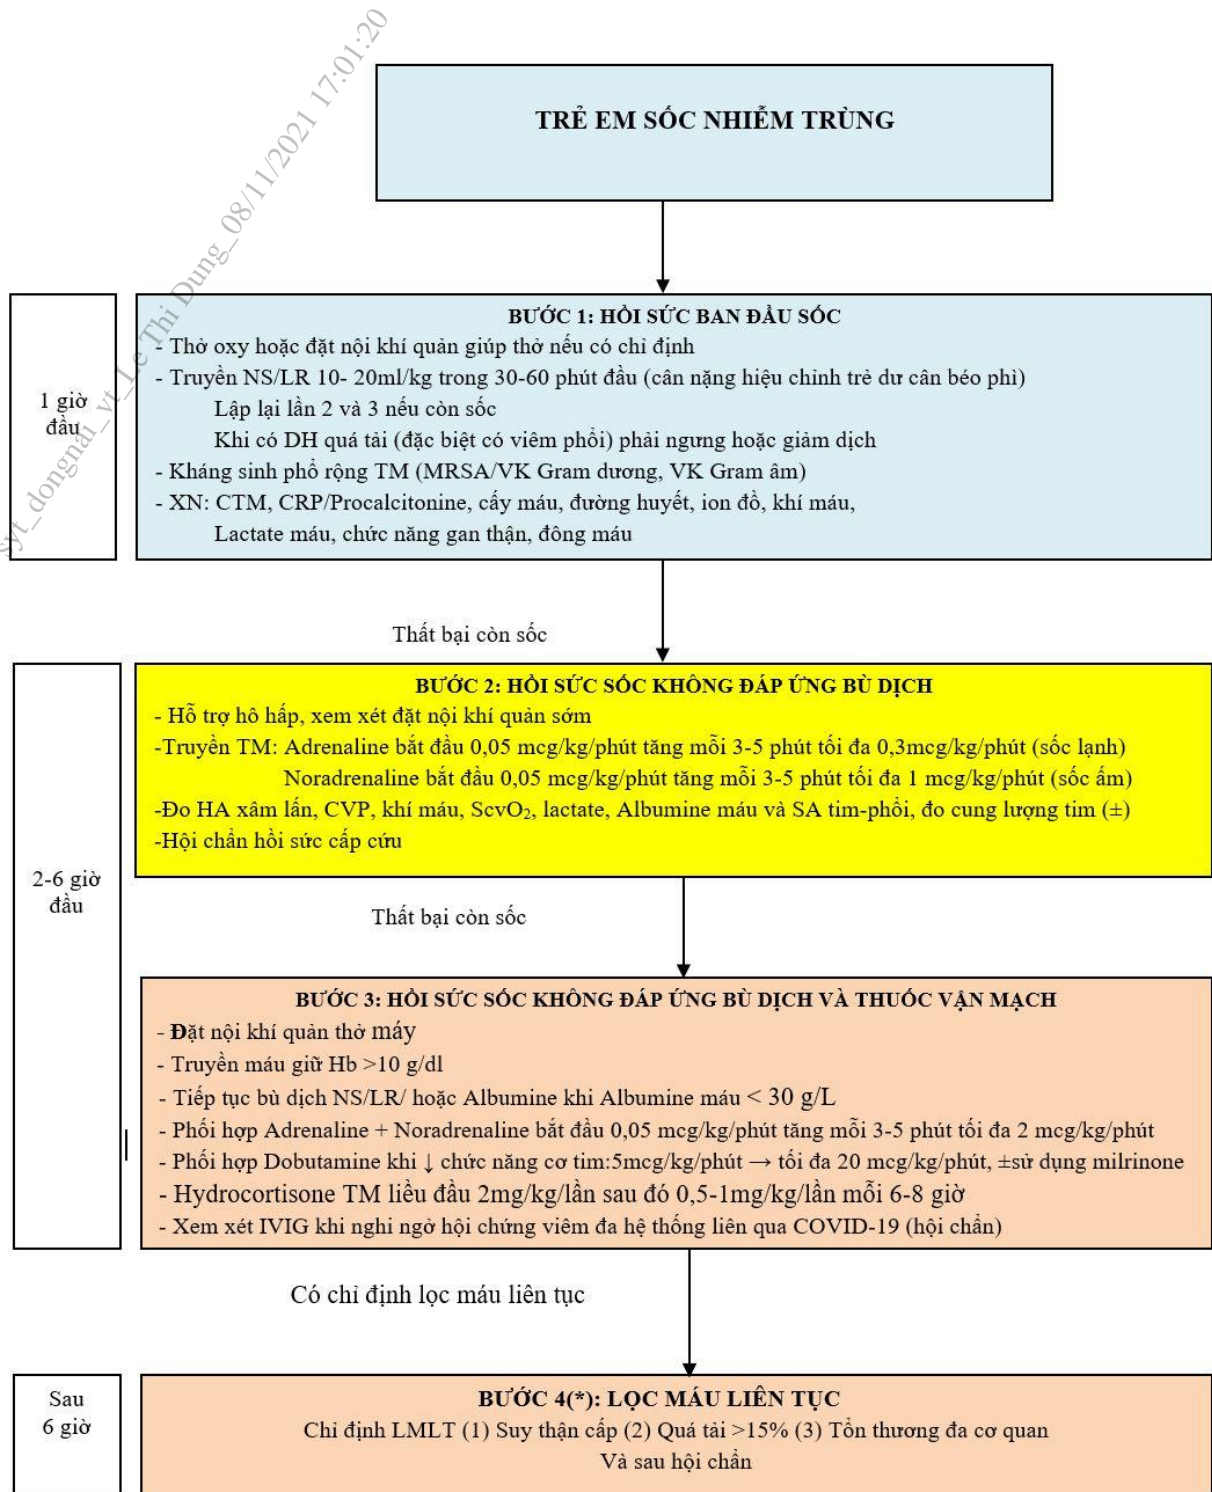 syt_dongnai_vt_Le Thi Dung_08/11/2021 17:01:20
TRẺ EM SỐC NHIỄM TRÙNG
1 giờ
đầu
BƯỚC 1: HỒI SỨC BAN ĐẦU SỐC
- Thở oxy hoặc đặt nội khí quản giúp thở nếu có chỉ định
- Truyền NS/LR 10- 20ml/kg trong 30-60 phút đầu (cân nặng hiệu chỉnh trẻ dư cân béo phì)
Lập lại lần 2 và 3 nếu còn sốc
Khi có DH quá tải (đặc biệt có viêm phổi) phải ngưng hoặc giảm dịch
- Kháng sinh phổ rộng TM (MRSA/VK Gram dương, VK Gram âm)
- XN: CTM, CRP/Procalcitonine, cấy máu, đường huyết, ion đồ, khí máu,
Lactate máu, chức năng gan thận, đông máu
Thất bại còn sốc
2-6 giờ
đầu
BƯỚC 2: HỒI SỨC SỐC KHÔNG ĐÁP ỨNG BÙ DỊCH
- Hỗ trợ hô hấp, xem xét đặt nội khí quản sớm
-Truyền TM: Adrenaline bắt đầu 0,05 mcg/kg/phút tăng mỗi 3-5 phút tối đa 0,3mcg/kg/phút (sốc lạnh)
Noradrenaline bắt đầu 0,05 mcg/kg/phút tăng mỗi 3-5 phút tối đa 1 mcg/kg/phút (sốc ấm)
-Đo HA xâm lấn, CVP, khí máu, ScvO₂, lactate, Albumine máu và SA tim-phổi, đo cung lượng tim (±)
-Hội chẩn hồi sức cấp cứu
Thất bại còn sốc
BƯỚC 3: HỒI SỨC SỐC KHÔNG ĐÁP ỨNG BÙ DỊCH VÀ THUỐC VẬN MẠCH
- Đặt nội khí quản thở máy
- Truyền máu giữ Hb >10 g/dl
- Tiếp tục bù dịch NS/LR/ hoặc Albumine khi Albumine máu < 30 g/L
- Phối hợp Adrenaline + Noradrenaline bắt đầu 0,05 mcg/kg/phút tăng mỗi 3-5 phút tối đa 2 mcg/kg/phút
- Phối hợp Dobutamine khi ↓ chức năng cơ tim:5mcg/kg/phút → tối đa 20 mcg/kg/phút, ±sử dụng milrinone
- Hydrocortisone TM liều đầu 2mg/kg/lần sau đó 0,5-1mg/kg/lần mỗi 6-8 giờ
- Xem xét IVIG khi nghi ngở hội chứng viêm đa hệ thống liên qua COVID-19 (hội chẩn)
Có chỉ định lọc máu liên tục
Sau
6 giờ
BƯỚC 4(*): LỌC MÁU LIÊN TỤC
Chỉ định LMLT (1) Suy thận cấp (2) Quá tải >15% (3) Tổn thương đa cơ quan
Và sau hội chẩn